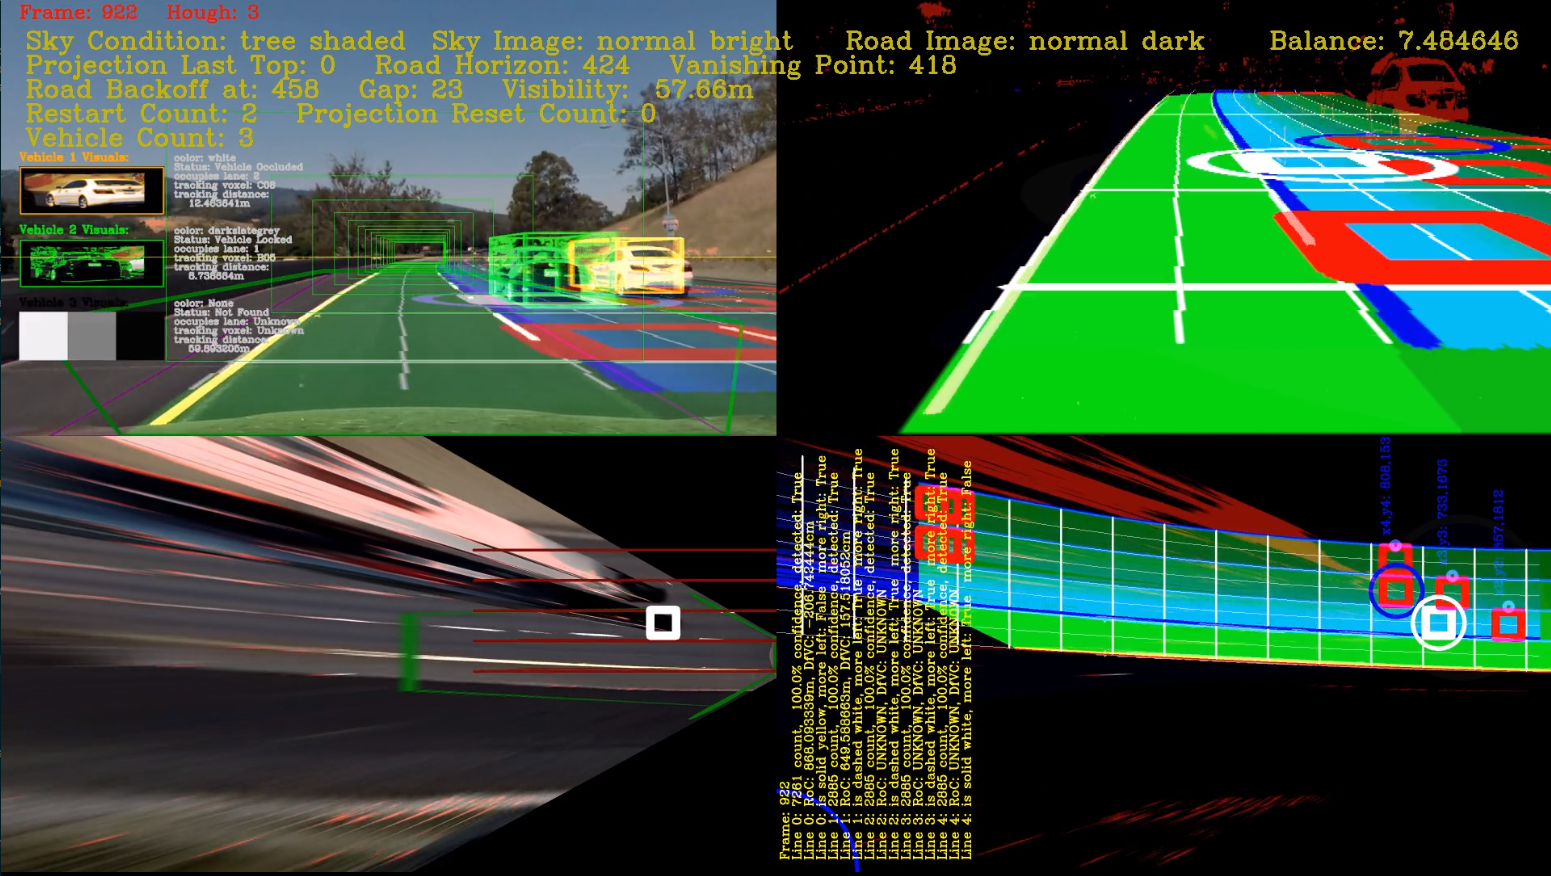 Frame: 922 Hough: 3
Sky Condition: tree shaded Sky Image: normal bright Road Image: normal dark Balance: 7.484646
Projection Last Top: 0 Road Horizon: 424 Vanishing Point: 418
Road Backoff at: 458 Gap: 23 Visibility: 57.66m
Restart Count: 2 Projection Reset Count: 0
Vehicle Count: 3
Vehicle 1 Visuals:
color: white
Status: Vehicle Occluded
occupies lane: 2
tracking voxel: C08
tracking distance:
12.463541m
Vehicle 2 Visuals:
color: darkslategrey
Status: Vehicle Locked
occupies lane: 1
tracking voxel: B05
tracking distance:
Vehicle 3 Visuals:
color: None
Status: Not Found
occupies lane: Unknown
tracking voxel: Unknown
tracking distance:
59.893205m
Frame: 922
Line 0: 7261 count, 100.0% confidence, detected: True
Line 0: RoC: 868.093339m, DfVC: -206.742444cm
Line 0: is solid yellow, more left: False more right: True
Line 1: 2885 count, 100.0% confidence, detected: True
Line 1: RoC: 649.588663m, DfVC: 157.518052cm
Line 1: is dashed white, more left: True more right: True
Line 2: 2885 count, 100.0% confidence, detected: True
Line 2: RoC: UNKNOWN, DfVC: UNKNOWN
Line 2: is dashed white, more left: True more right: True
Line 3: 2885 count, 100.0% confidence, detected: True
Line 3: RoC: UNKNOWN, DfVC: UNKNOWN
Line 3: is dashed white, more left: True more right: True
Line 4: 2885 count, 100.0% confidence, detected: True
Line 4: RoC: UNKNOWN, DfVC: UNKNOWN
Line 4: is solid white, more left: True more right: False
x4,y4: 808,153
733,1673